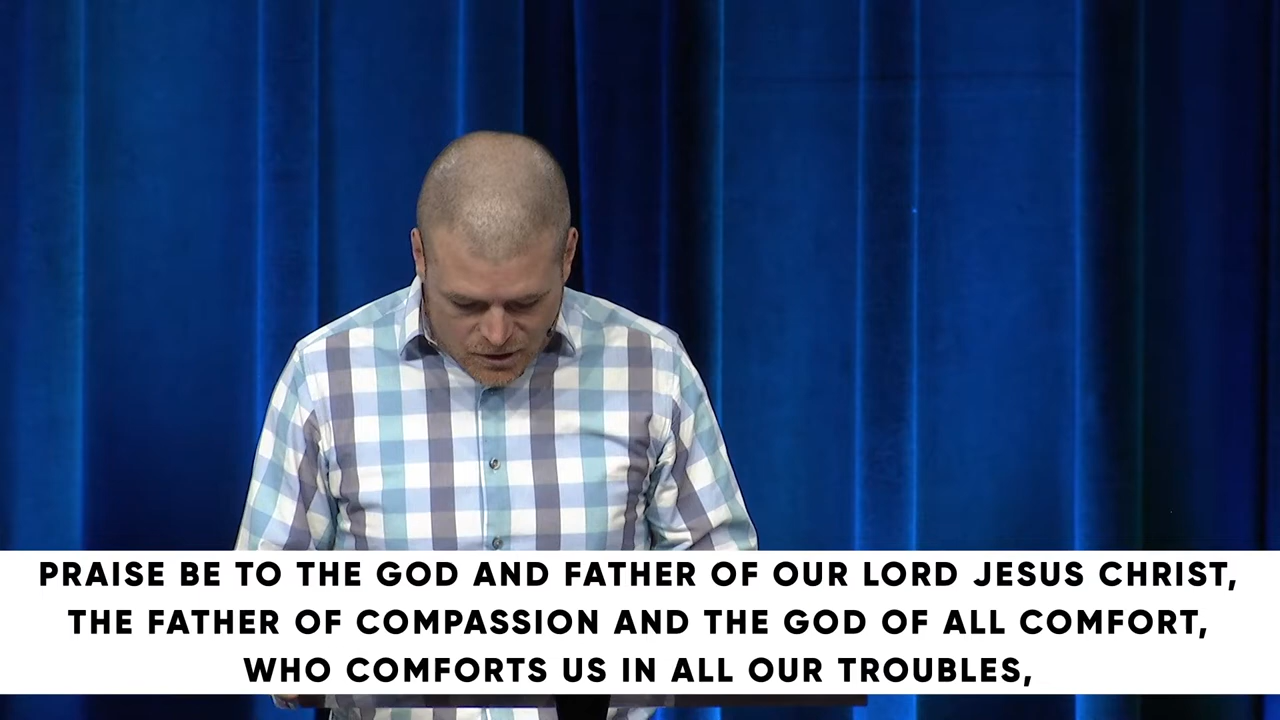 PRAISE BE TO THE GOD AND FATHER OF OUR LORD JESUS CHRIST,
THE FATHER OF COMPASSION AND THE GOD OF ALL COMFORT,
WHO COMFORTS US IN ALL OUR TROUBLES,